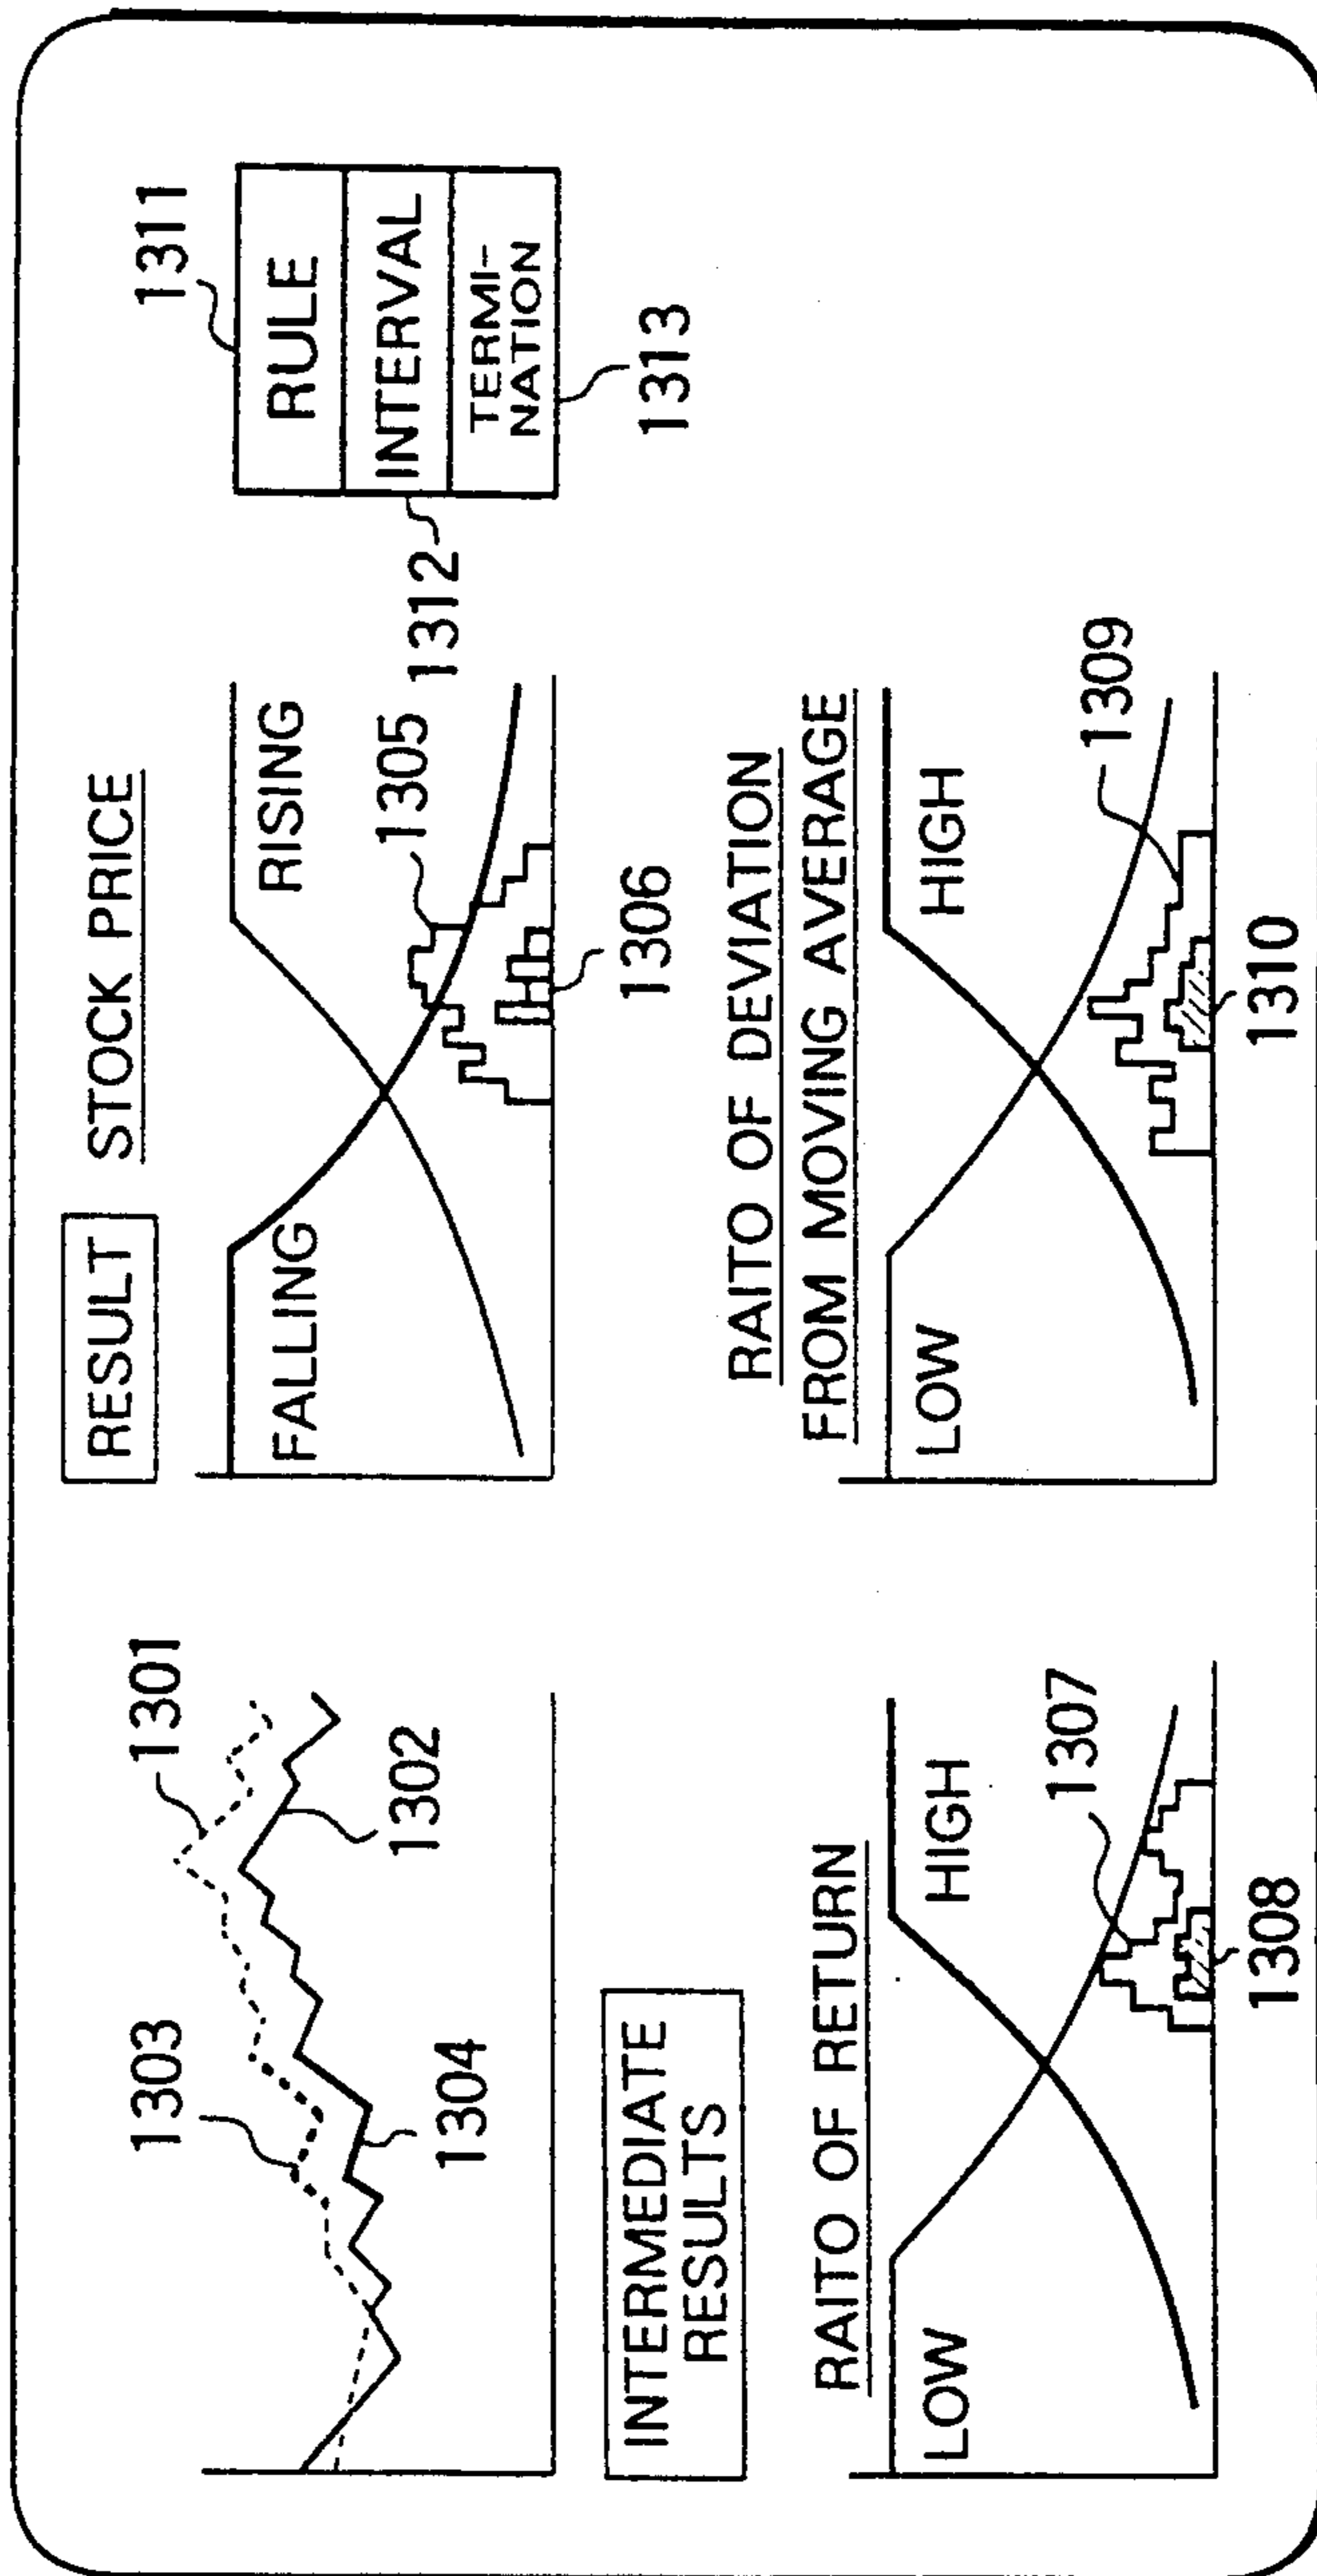 1301
1302
1303
1304
RESULT
STOCK PRICE
FALLING
RISING
1305
1306
1311
RULE
INTERVAL
TERMI-
NATION
1312
1313
INTERMEDIATE
RESULTS
RAITO OF RETURN
LOW
HIGH
1307
1308
RAITO OF DEVIATION
FROM MOVING AVERAGE
LOW
HIGH
1309
1310